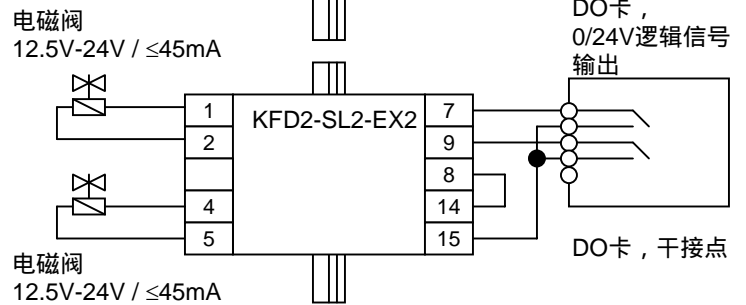 电磁阀
12.5V-24V / ≤45mA
DO卡，
0/24V逻辑信号
输出
KFD2-SL2-EX2
1
2
4
5
7
9
8
14
15
电磁阀
12.5V-24V / ≤45mA
DO卡，干接点